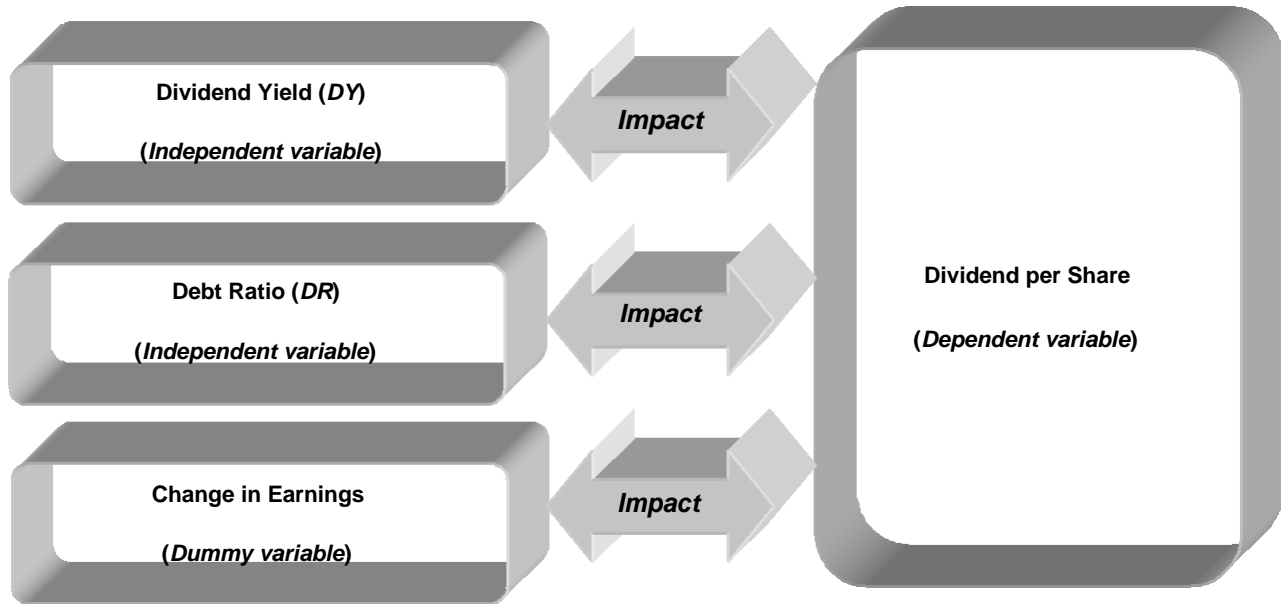 Dividend Yield (DY)
(Independent variable)
Impact
Debt Ratio (DR)
(Independent variable)
Impact
Change in Earnings
(Dummy variable)
Impact
Dividend per Share
(Dependent variable)